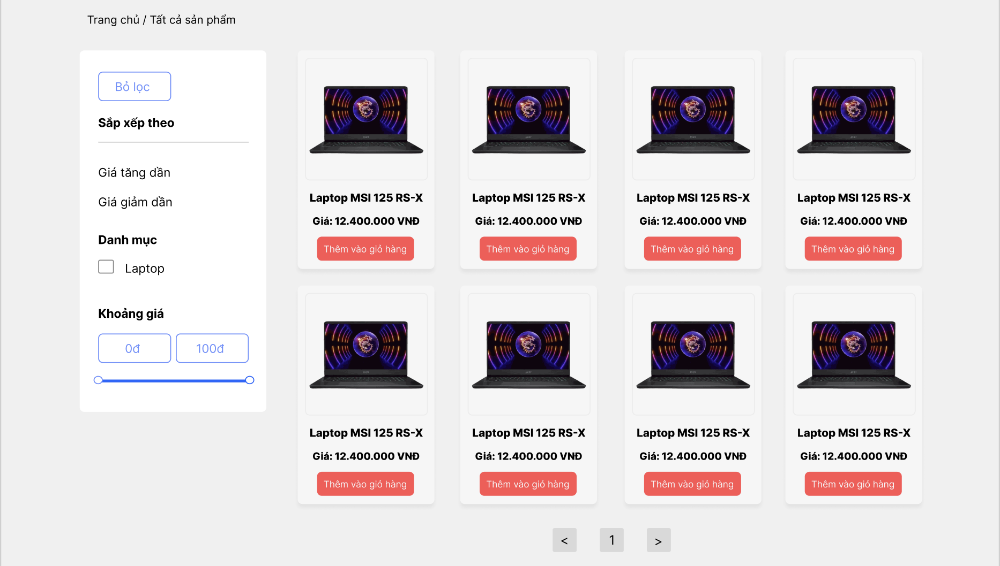 Trang chủ / Tất cả sản phẩm
Bỏ lọc
Sắp xếp theo
Giá tăng dần
Giá giảm dần
Danh mục
Laptop
Khoảng giá
0đ
100đ
Laptop MSI 125 RS-X
Giá: 12.400.000 VNĐ
Thêm vào giỏ hàng
Laptop MSI 125 RS-X
Giá: 12.400.000 VNĐ
Thêm vào giỏ hàng
Laptop MSI 125 RS-X
Giá: 12.400.000 VNĐ
Thêm vào giỏ hàng
Laptop MSI 125 RS-X
Giá: 12.400.000 VNĐ
Thêm vào giỏ hàng
Laptop MSI 125 RS-X
Giá: 12.400.000 VNĐ
Thêm vào giỏ hàng
Laptop MSI 125 RS-X
Giá: 12.400.000 VNĐ
Thêm vào giỏ hàng
Laptop MSI 125 RS-X
Giá: 12.400.000 VNĐ
Thêm vào giỏ hàng
Laptop MSI 125 RS-X
Giá: 12.400.000 VNĐ
Thêm vào giỏ hàng
< 1 >